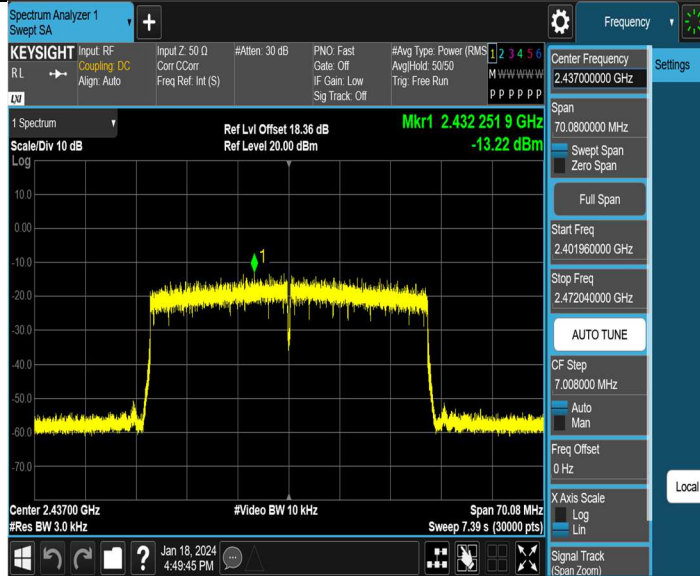 Spectrum Analyzer 1
Swept SA
Frequency
KEYSIGHT
RL
LXI
Input: RF
Coupling: DC
Align: Auto
Input Z: 50 Ω
Corr CCorr
Freq Ref: Int (S)
#Atten: 30 dB
PNO: Fast
Gate: Off
IF Gain: Low
Sig Track: Off
#Avg Type: Power (RMS
Avg|Hold: 50/50
Trig: Free Run
1 2 3 4 5 6
M W W W W W
P P P P P P
1 Spectrum
Scale/Div 10 dB
Log
Ref Lvl Offset 18.36 dB
Ref Level 20.00 dBm
Mkr1 2.432 251 9 GHz
-13.22 dBm
10.0
0.00
-10.0
-20.0
-30.0
-40.0
-50.0
-60.0
-70.0
1
Center 2.43700 GHz
#Res BW 3.0 kHz
#Video BW 10 kHz
Span 70.08 MHz
Sweep 7.39 s (30000 pts)
Jan 18, 2024
4:49:45 PM
Center Frequency
2.437000000 GHz
Span
70.0800000 MHz
Swept Span
Zero Span
Full Span
Start Freq
2.401960000 GHz
Stop Freq
2.472040000 GHz
AUTO TUNE
CF Step
7.008000 MHz
Auto
Man
Freq Offset
0 Hz
X Axis Scale
Log
Lin
Signal Track
(Span Zoom)
Settings
Local